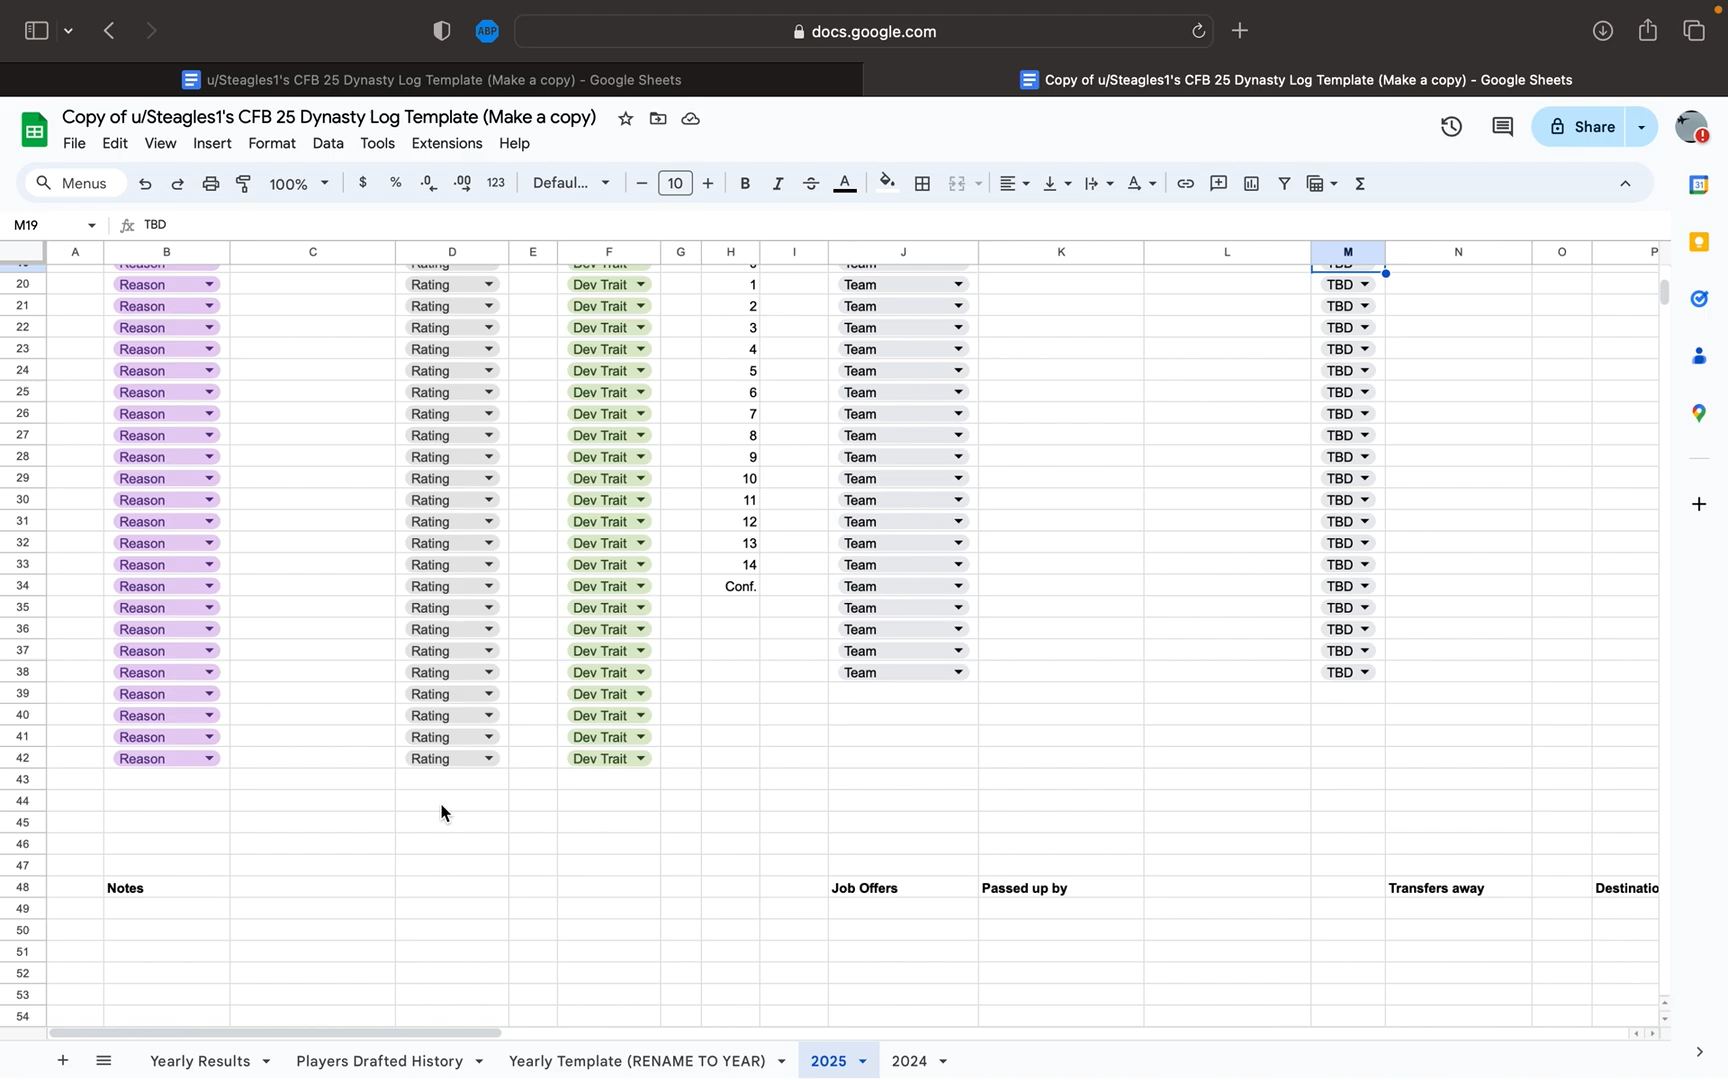 ABP
docs.google.com
u/Steagles1's CFB 25 Dynasty Log Template (Make a copy) - Google Sheets
Copy of u/Steagles1's CFB 25 Dynasty Log Template (Make a copy) - Google Sheets
Copy of u/Steagles1's CFB 25 Dynasty Log Template (Make a copy)
File Edit View Insert Format Data Tools Extensions Help
Share
Menus 100% $ % .0 .00 123 Defaul... 10 B I S A Σ
31
M19 fx TBD
A B C D E F G H I J K L M N O P
20 Reason Rating Dev Trait 1 Team TBD
21 Reason Rating Dev Trait 2 Team TBD
22 Reason Rating Dev Trait 3 Team TBD
23 Reason Rating Dev Trait 4 Team TBD
24 Reason Rating Dev Trait 5 Team TBD
25 Reason Rating Dev Trait 6 Team TBD
26 Reason Rating Dev Trait 7 Team TBD
27 Reason Rating Dev Trait 8 Team TBD
28 Reason Rating Dev Trait 9 Team TBD
29 Reason Rating Dev Trait 10 Team TBD
30 Reason Rating Dev Trait 11 Team TBD
31 Reason Rating Dev Trait 12 Team TBD
32 Reason Rating Dev Trait 13 Team TBD
33 Reason Rating Dev Trait 14 Team TBD
34 Reason Rating Dev Trait Conf. Team TBD
35 Reason Rating Dev Trait Team TBD
36 Reason Rating Dev Trait Team TBD
37 Reason Rating Dev Trait Team TBD
38 Reason Rating Dev Trait Team TBD
39 Reason Rating Dev Trait
40 Reason Rating Dev Trait
41 Reason Rating Dev Trait
42 Reason Rating Dev Trait
43
44
45
46
47
48 Notes Job Offers Passed up by Transfers away Destinatio
49
50
51
52
53
54
Yearly Results Players Drafted History Yearly Template (RENAME TO YEAR) 2025 2024